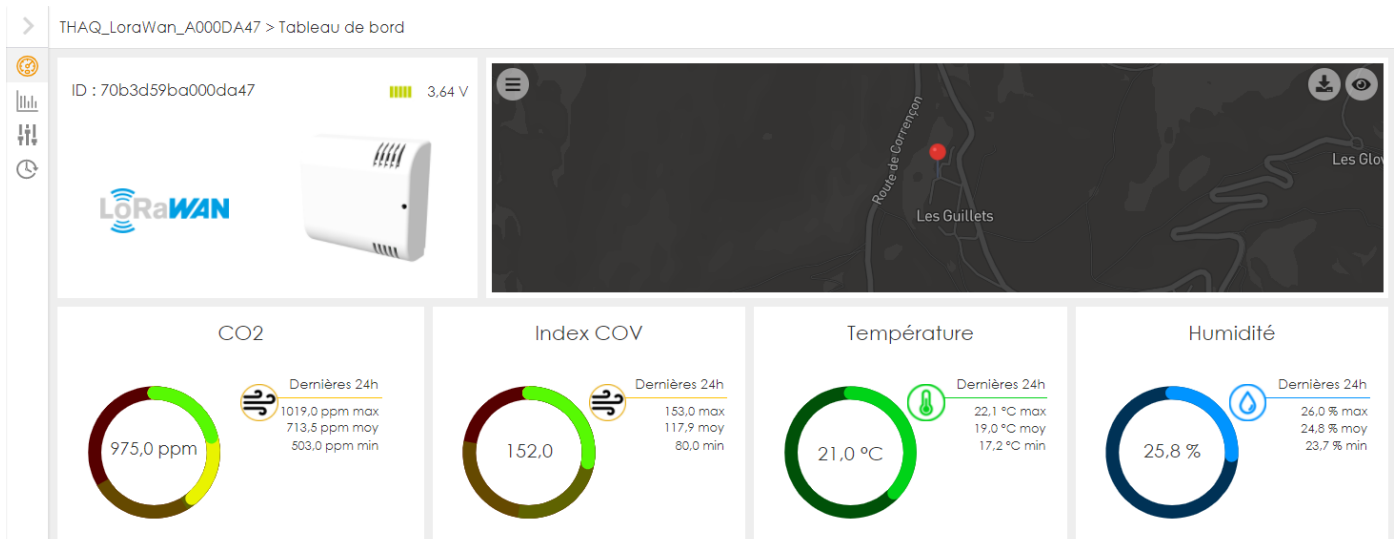 THAQ_LoraWan_A000DA47 > Tableau de bord
ID : 70b3d59ba000da47
3,64 V
LoRaWAN
Route de Corrençon
Les Guillets
Les Glov
CO2
Dernières 24h
1019,0 ppm max
713,5 ppm moy
503,0 ppm min
975,0 ppm
Index COV
Dernières 24h
153,0 max
117,9 moy
80,0 min
152,0
Température
Dernières 24h
22,1 °C max
19,0 °C moy
17,2 °C min
21,0 °C
Humidité
Dernières 24h
26,0 % max
24,8 % moy
23,7 % min
25,8 %